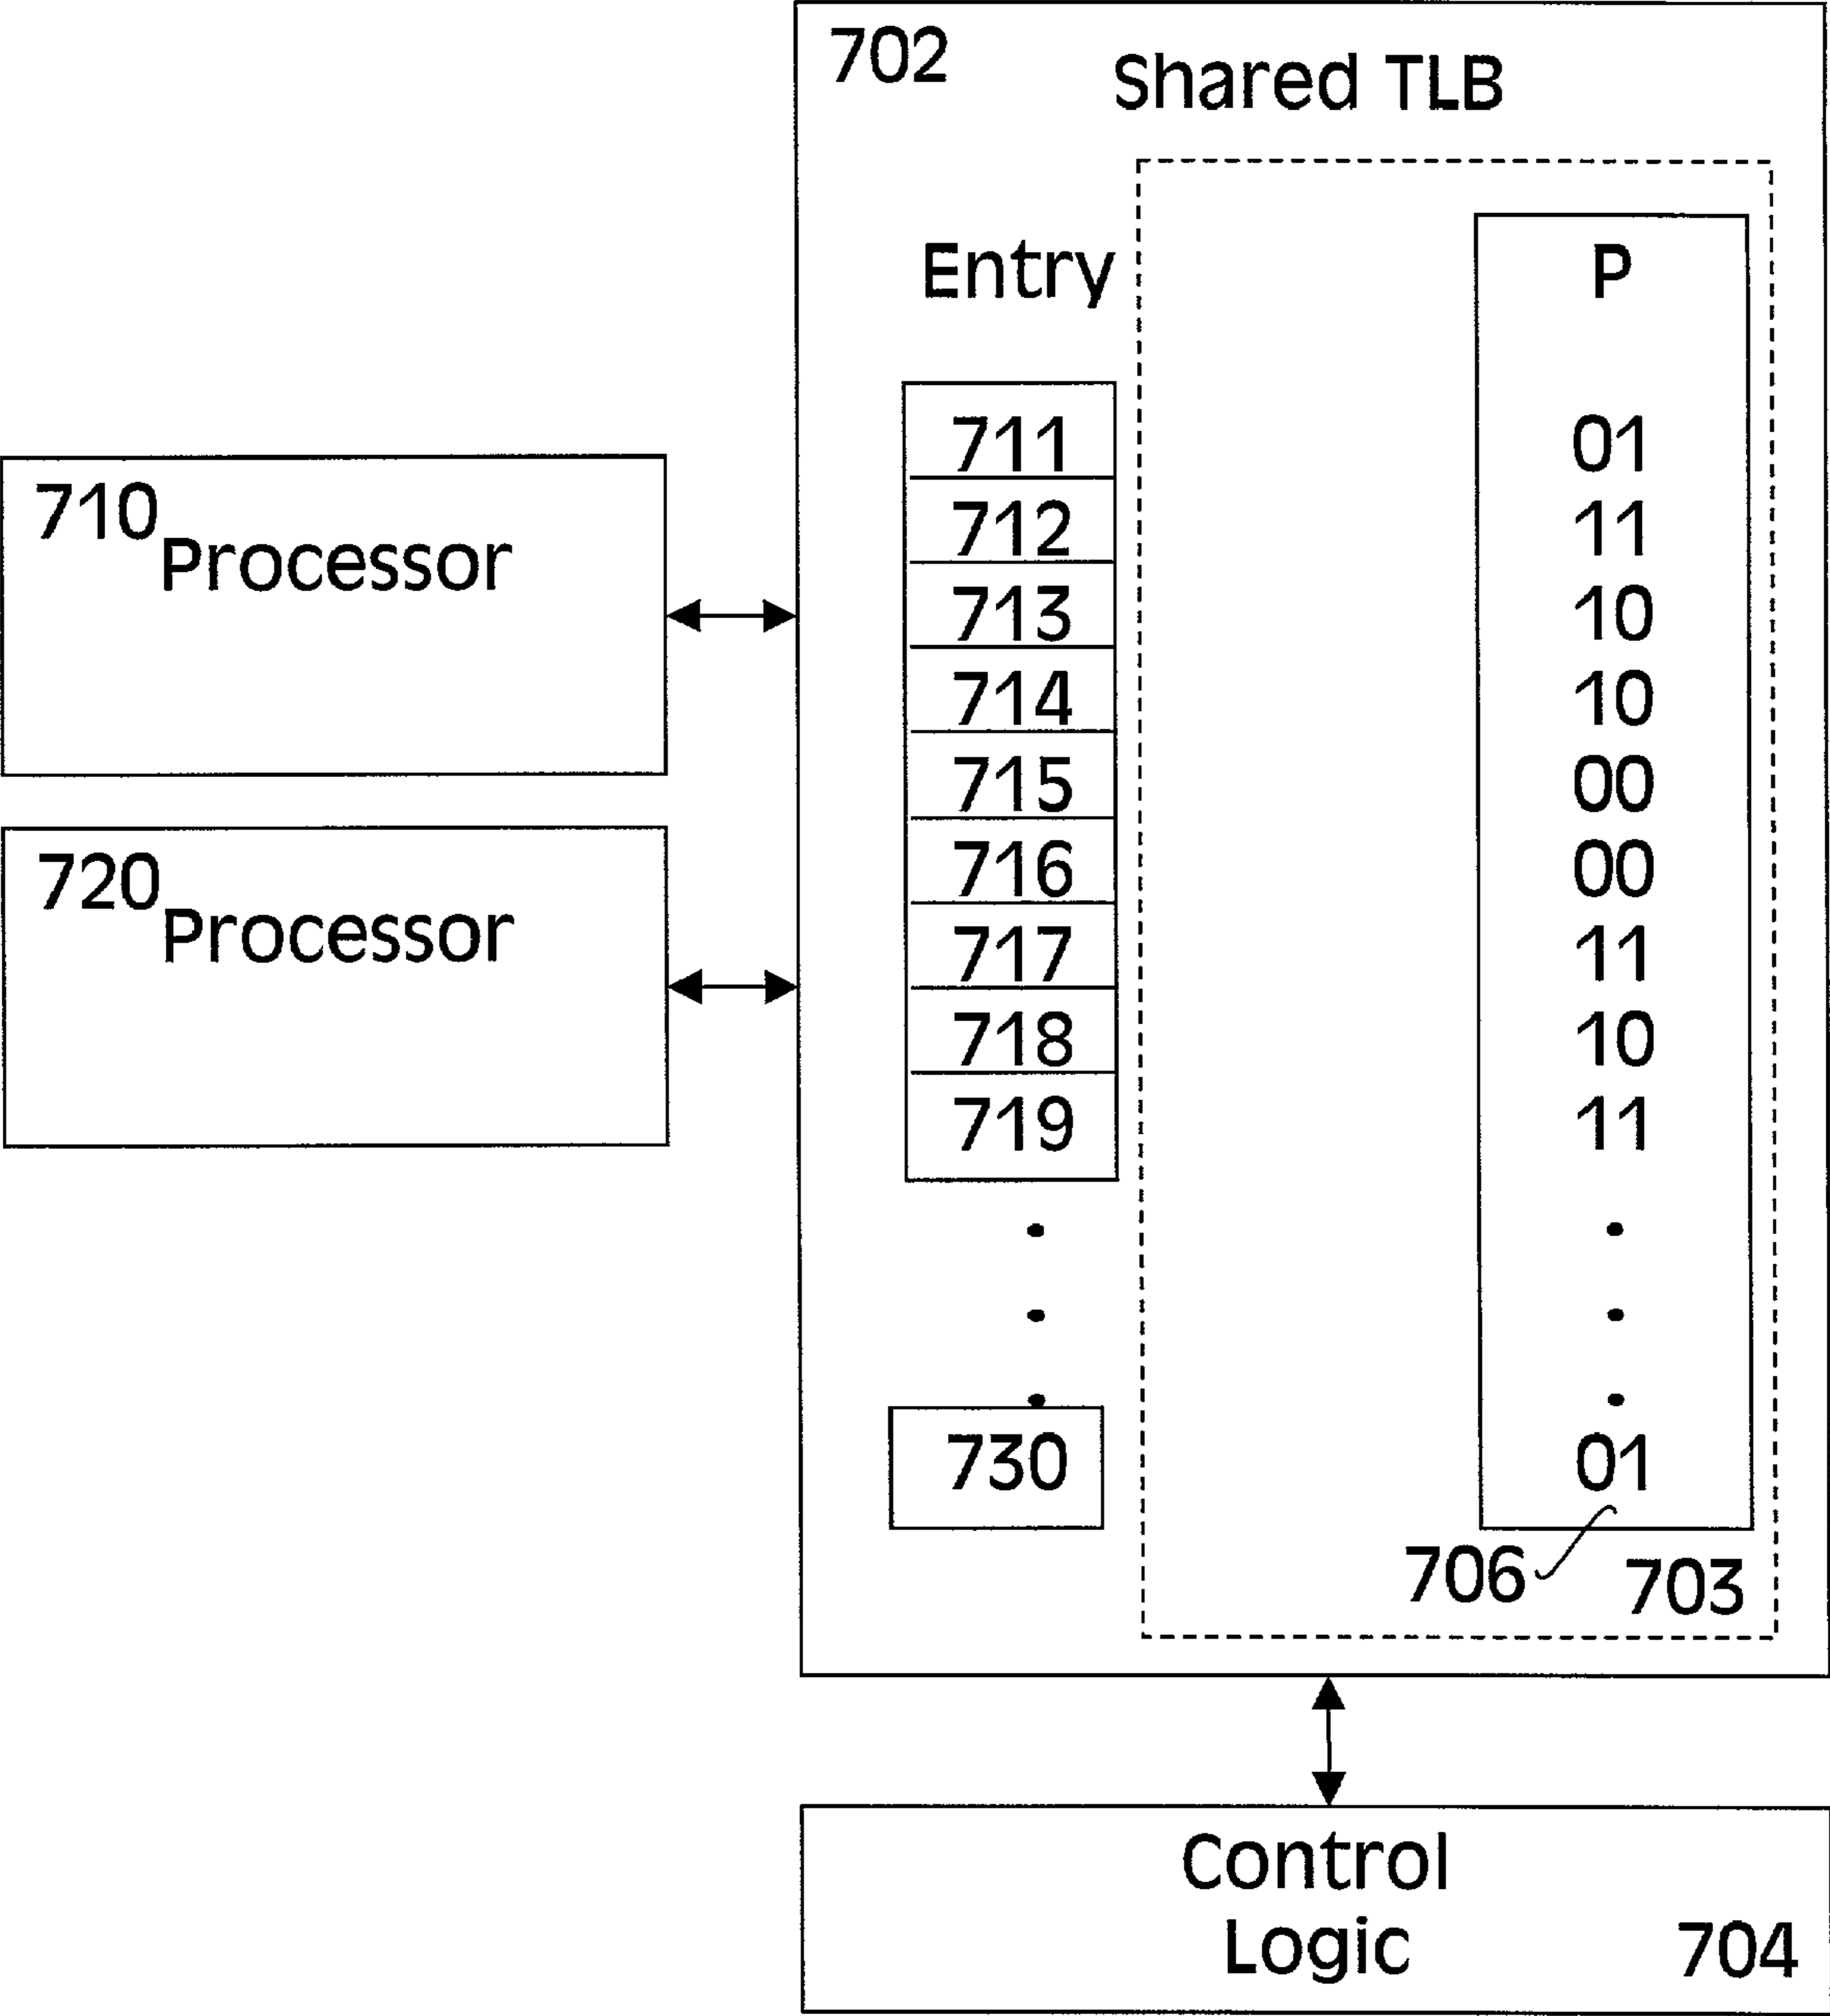 702
Shared TLB
Entry P
711 01
712 11
713 10
714 10
715 00
716 00
717 11
718 10
719 11
730 01
706 703
710
Processor
720
Processor
Control
Logic
704